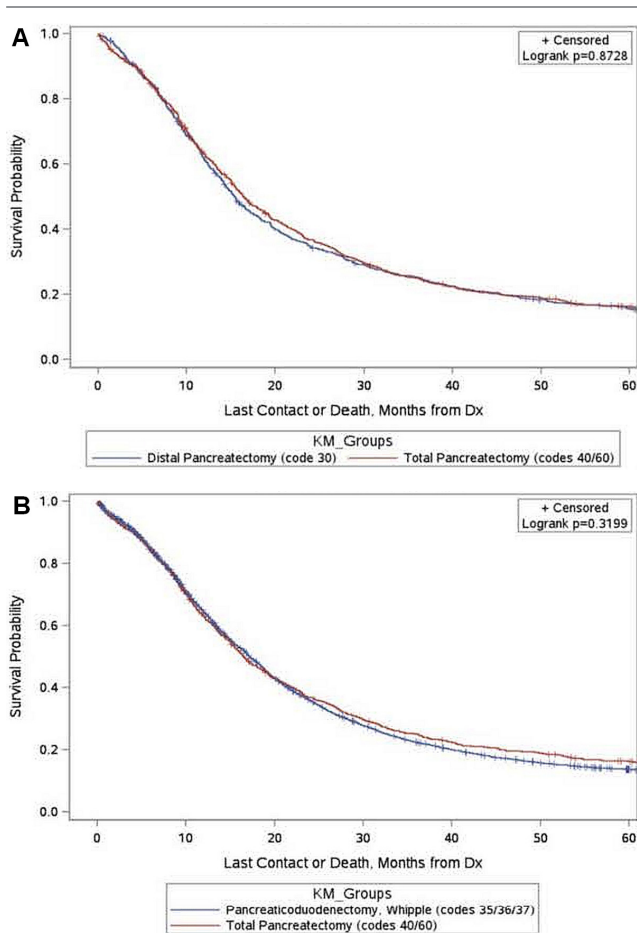 A
+ Censored
Logrank p=0.8728
1.0
0.8
0.6
0.4
0.2
0.0
Survival Probability
0 10 20 30 40 50 60
Last Contact or Death, Months from Dx
KM_Groups
Distal Pancreatectomy (code 30) Total Pancreatectomy (codes 40/60)
B
+ Censored
Logrank p=0.3199
1.0
0.8
0.6
0.4
0.2
0.0
Survival Probability
0 10 20 30 40 50 60
Last Contact or Death, Months from Dx
KM_Groups
Pancreaticoduodenectomy, Whipple (codes 35/36/37)
Total Pancreatectomy (codes 40/60)